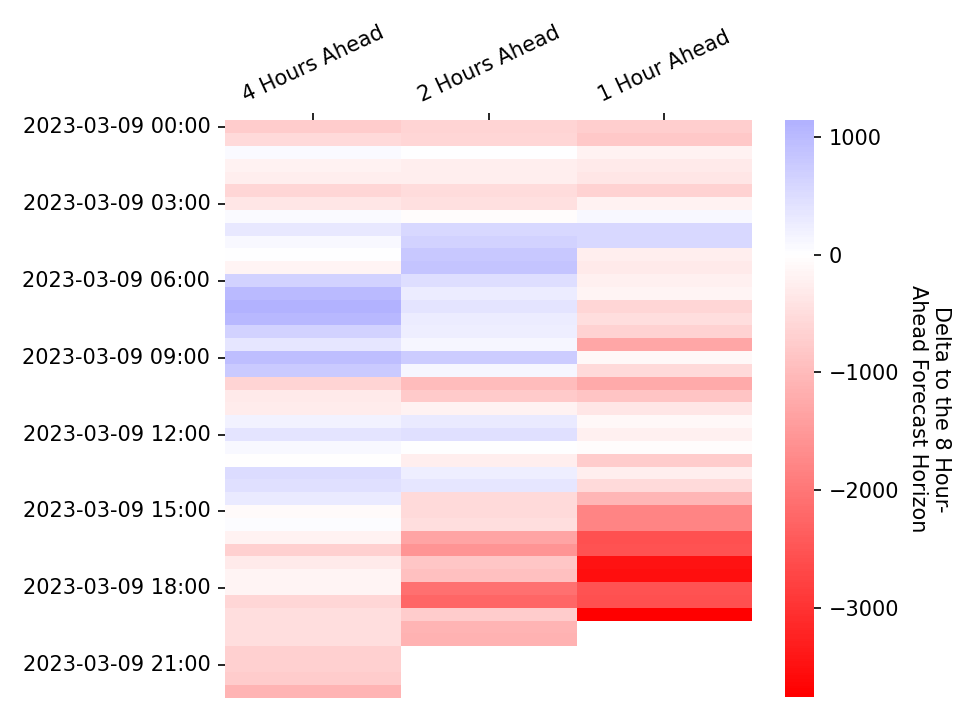 4 Hours Ahead
2 Hours Ahead
1 Hour Ahead
2023-03-09 00:00
2023-03-09 03:00
2023-03-09 06:00
2023-03-09 09:00
2023-03-09 12:00
2023-03-09 15:00
2023-03-09 18:00
2023-03-09 21:00
1000
0
−1000
−2000
−3000
Delta to the 8 Hour-
Ahead Forecast Horizon